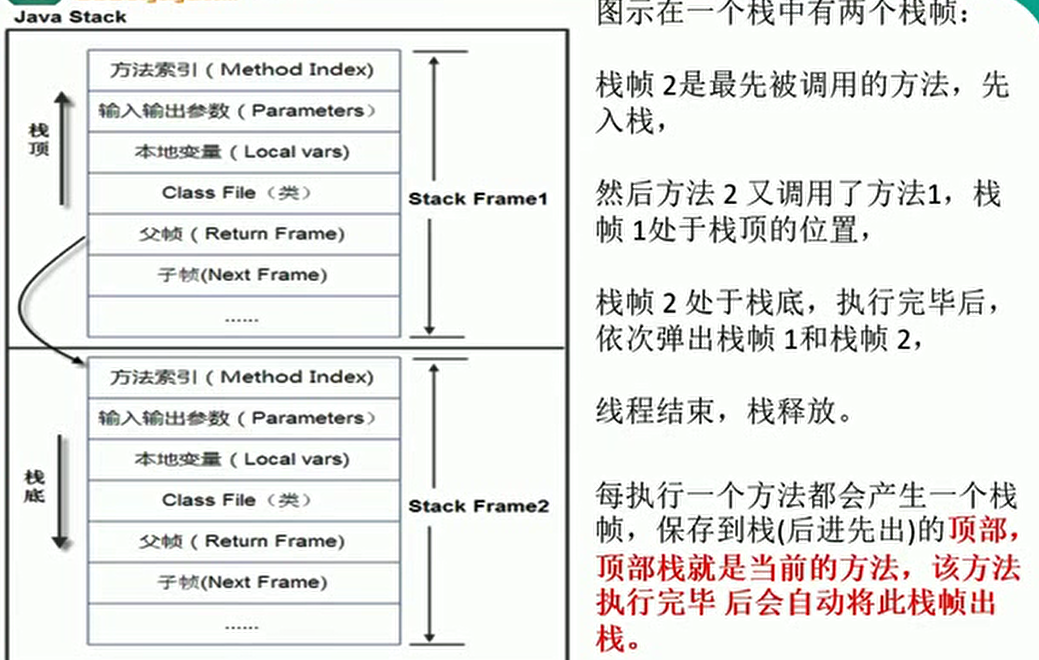 Java Stack
方法索引 ( Method Index)
输入输出参数 ( Parameters )
本地变量 ( Local vars)
Class File（类）
父帧 ( Return Frame)
子帧(Next Frame)
......
栈
顶
Stack Frame1
方法索引 ( Method Index)
输入输出参数 ( Parameters )
本地变量 ( Local vars)
Class File（类）
父帧 ( Return Frame)
子帧(Next Frame)
......
栈
底
Stack Frame2
图示在一个栈中有两个栈帧：
栈帧 2是最先被调用的方法，先
入栈，
然后方法 2 又调用了方法1，栈
帧 1处于栈顶的位置，
栈帧 2 处于栈底，执行完毕后，
依次弹出栈帧 1和栈帧 2，
线程结束，栈释放。
每执行一个方法都会产生一个栈
帧，保存到栈(后进先出)的顶部，
顶部栈就是当前的方法，该方法
执行完毕 后会自动将此栈帧出
栈。